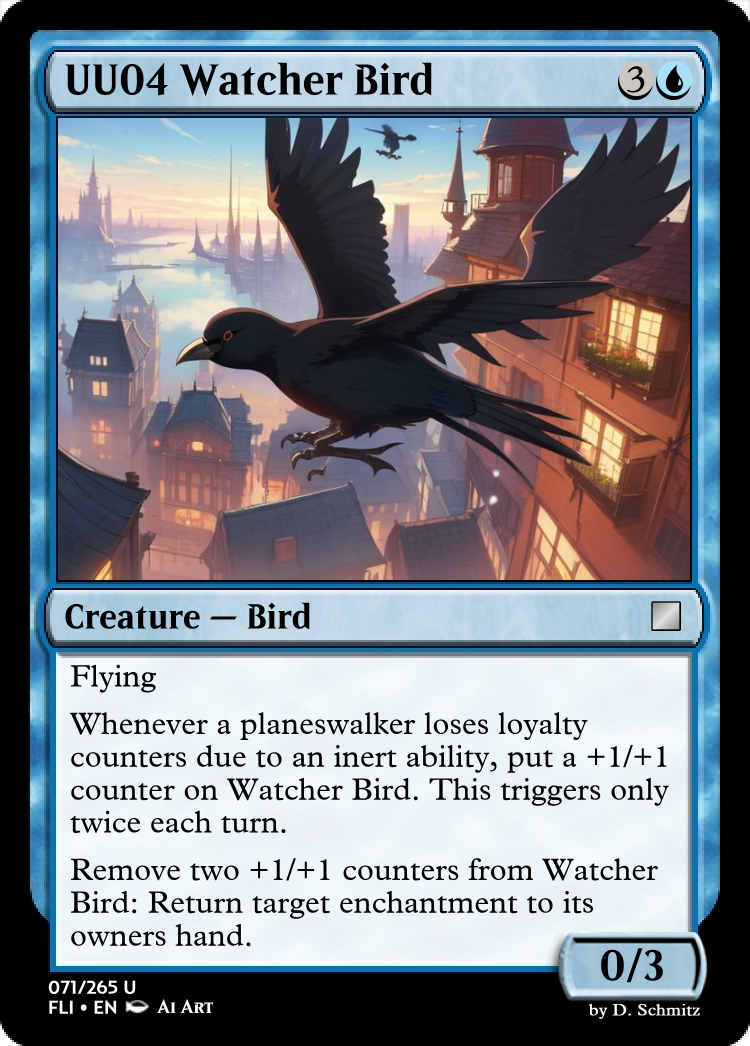 UU04 Watcher Bird 3
Creature — Bird
Flying
Whenever a planeswalker loses loyalty
counters due to an inert ability, put a +1/+1
counter on Watcher Bird. This triggers only
twice each turn.
Remove two +1/+1 counters from Watcher
Bird: Return target enchantment to its
owners hand.
0/3
071/265 U
FLI • EN AI ART
by D. Schmitz